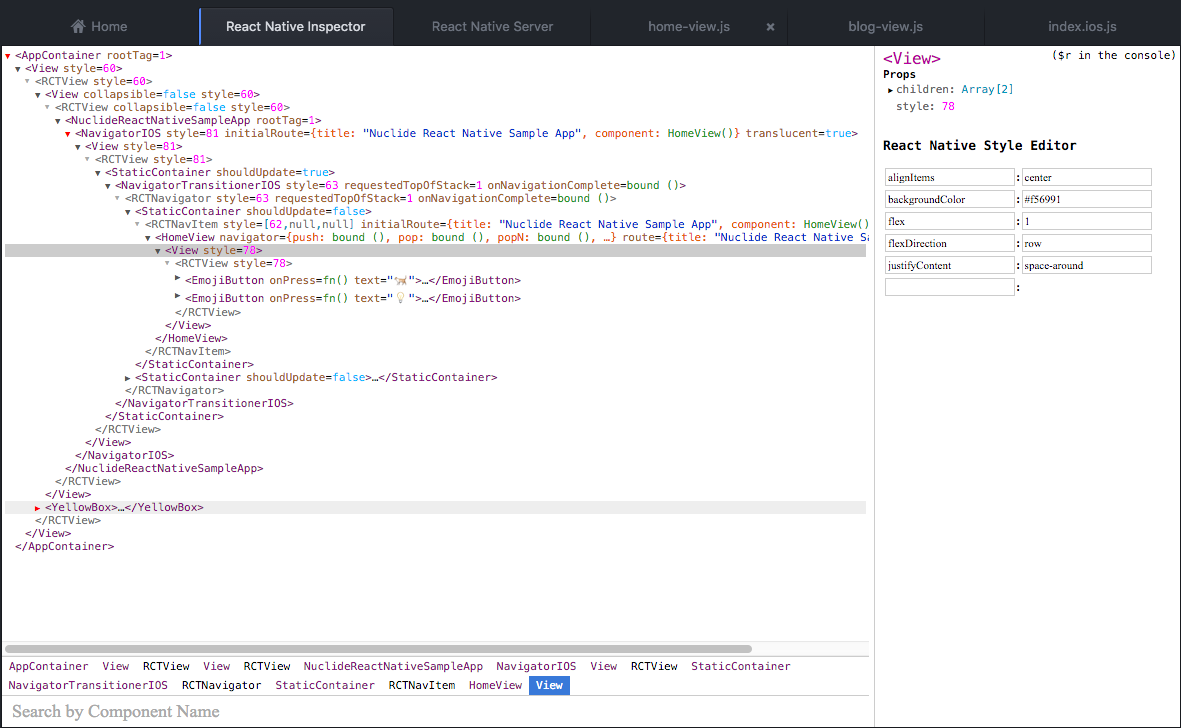 Home React Native Inspector React Native Server home-view.js × blog-view.js index.ios.js
<AppContainer rootTag=1>
<View style=60>
<RCTView style=60>
<View collapsible=false style=60>
<RCTView collapsible=false style=60>
<NuclideReactNativeSampleApp rootTag=1>
<NavigatorIOS style=81 initialRoute={title: "Nuclide React Native Sample App", component: HomeView()} translucent=true>
<View style=81>
<RCTView style=81>
<StaticContainer shouldUpdate=true>
<NavigatorTransitionerIOS style=63 requestedTopOfStack=1 onNavigationComplete=bound ()>
<RCTNavigator style=63 requestedTopOfStack=1 onNavigationComplete=bound ()>
<StaticContainer shouldUpdate=false>
<RCTNavItem style=[62,null,null] initialRoute={title: "Nuclide React Native Sample App", component: HomeView()
<HomeView navigator={push: bound (), pop: bound (), popN: bound (), …} route={title: "Nuclide React Native Sa
<View style=78>
<RCTView style=78>
<EmojiButton onPress=fn() text="🐅">…</EmojiButton>
<EmojiButton onPress=fn() text="💡">…</EmojiButton>
</RCTView>
</View>
</HomeView>
</RCTNavItem>
</StaticContainer>
<StaticContainer shouldUpdate=false>…</StaticContainer>
</RCTNavigator>
</NavigatorTransitionerIOS>
</StaticContainer>
</RCTView>
</View>
</NavigatorIOS>
</NuclideReactNativeSampleApp>
</RCTView>
</View>
<YellowBox>…</YellowBox>
</RCTView>
</View>
</AppContainer>
AppContainer View RCTView View RCTView NuclideReactNativeSampleApp NavigatorIOS View RCTView StaticContainer
NavigatorTransitionerIOS RCTNavigator StaticContainer RCTNavItem HomeView View
Search by Component Name
<View> ($r in the console)
Props
children: Array[2]
style: 78
React Native Style Editor
alignItems : center
backgroundColor : #f56991
flex : 1
flexDirection : row
justifyContent : space-around
: